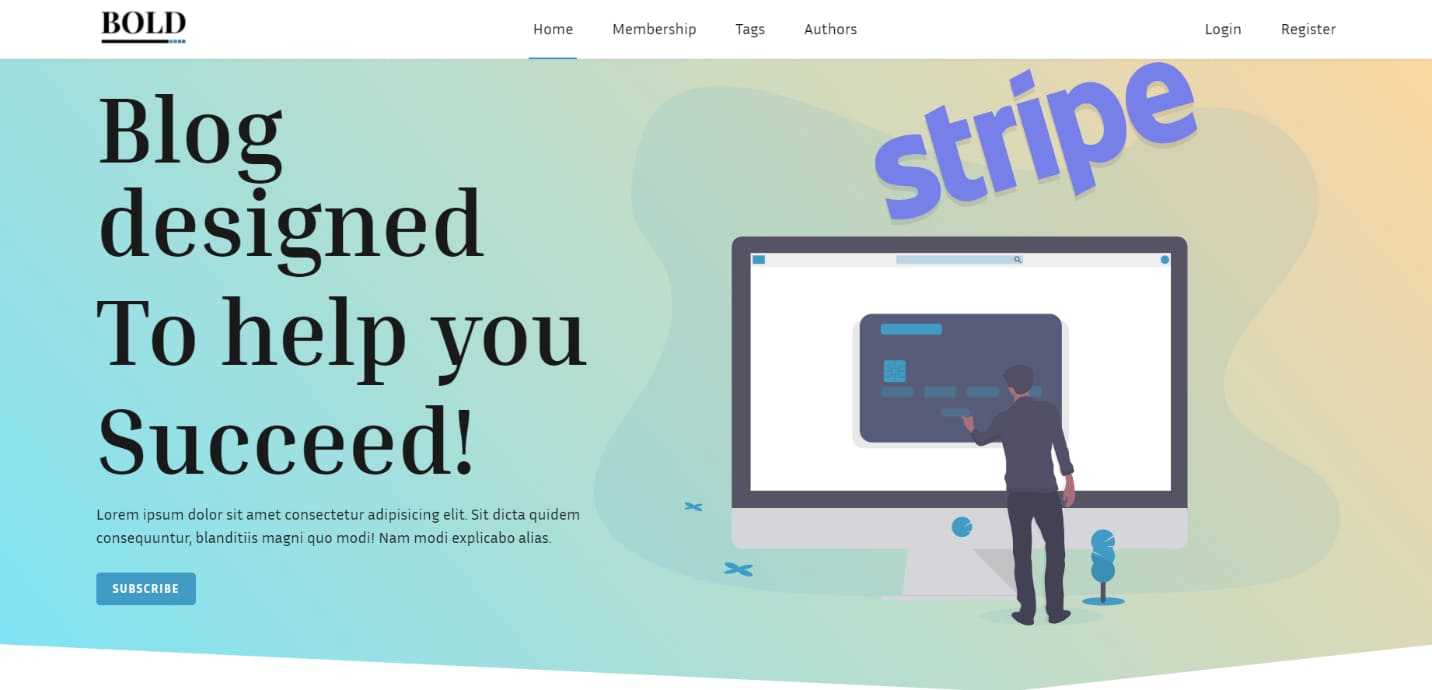 BOLD
Home Membership Tags Authors Login Register
stripe
Blog
designed
To help you
Succeed!
Lorem ipsum dolor sit amet consectetur adipisicing elit. Sit dicta quidem
consequuntur, blanditiis magni quo modi! Nam modi explicabo alias.
SUBSCRIBE